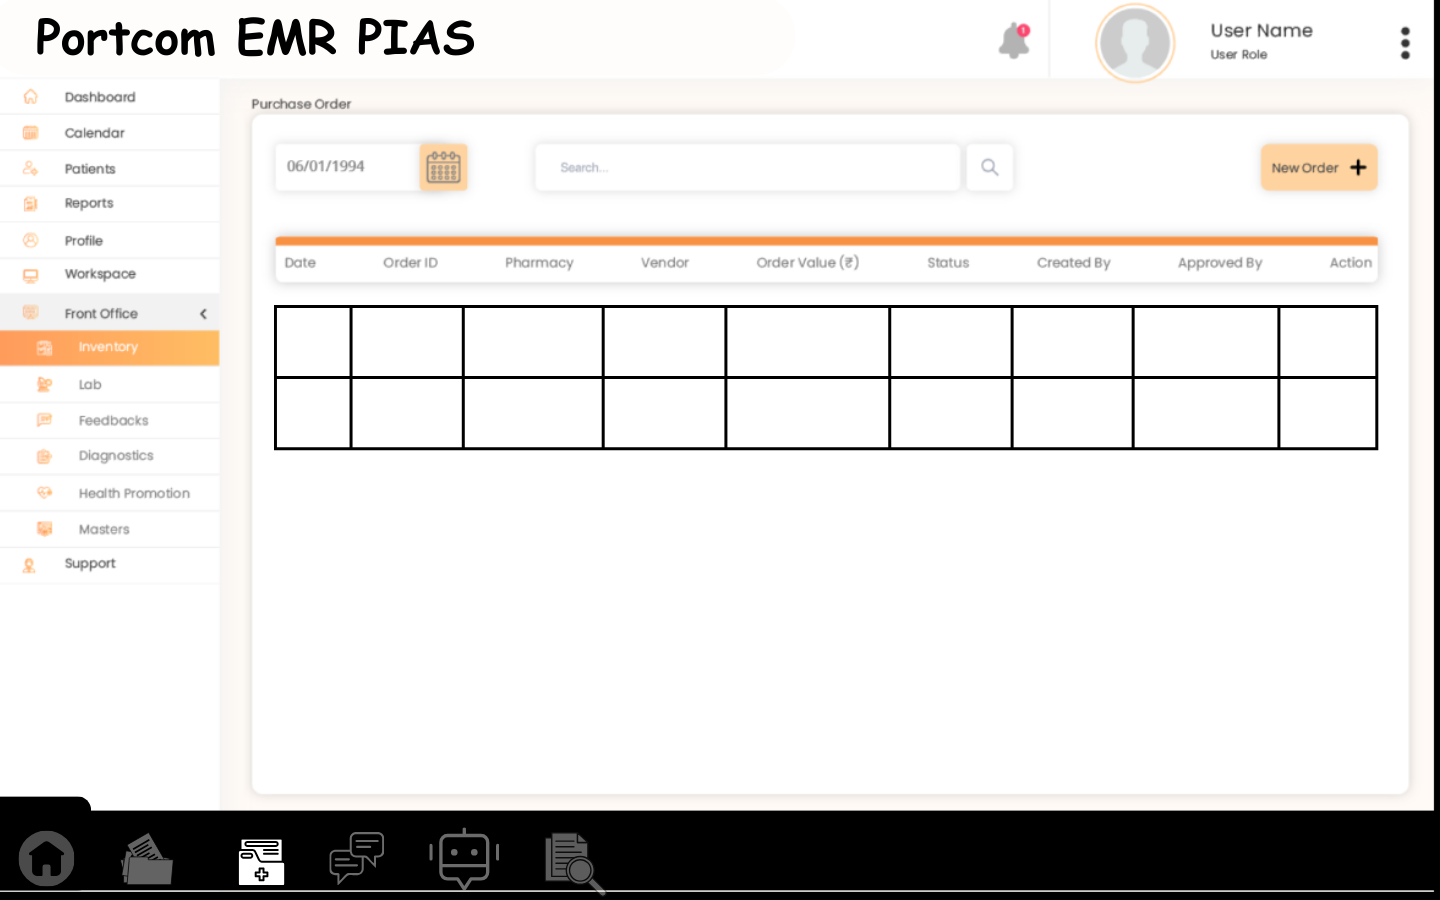 Portcom EMR PIAS
1
User Name
User Role
Dashboard
Calendar
Patients
Reports
Profile
Workspace
Front Office
Inventory
Lab
Feedbacks
Diagnostics
Health Promotion
Masters
Support
Purchase Order
06/01/1994
Search...
New Order
Date Order ID Pharmacy Vendor Order Value (₹) Status Created By Approved By Action